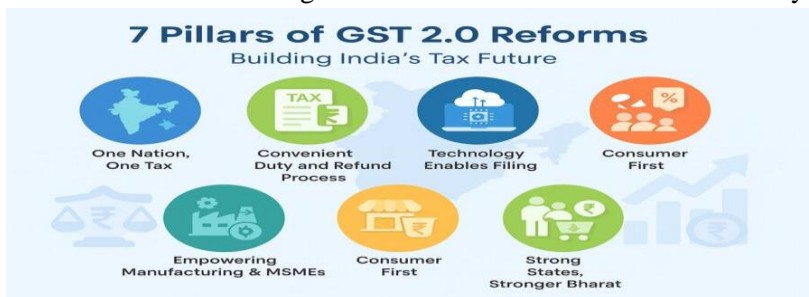 7 Pillars of GST 2.0 Reforms
Building India's Tax Future
TAX
₹
%
One Nation,
One Tax
Convenient
Duty and Refund
Process
Technology
Enables Filing
Consumer
First
₹
₹
₹
₹
Empowering
Manufacturing & MSMEs
Consumer
First
Strong
States,
Stronger Bharat
₹